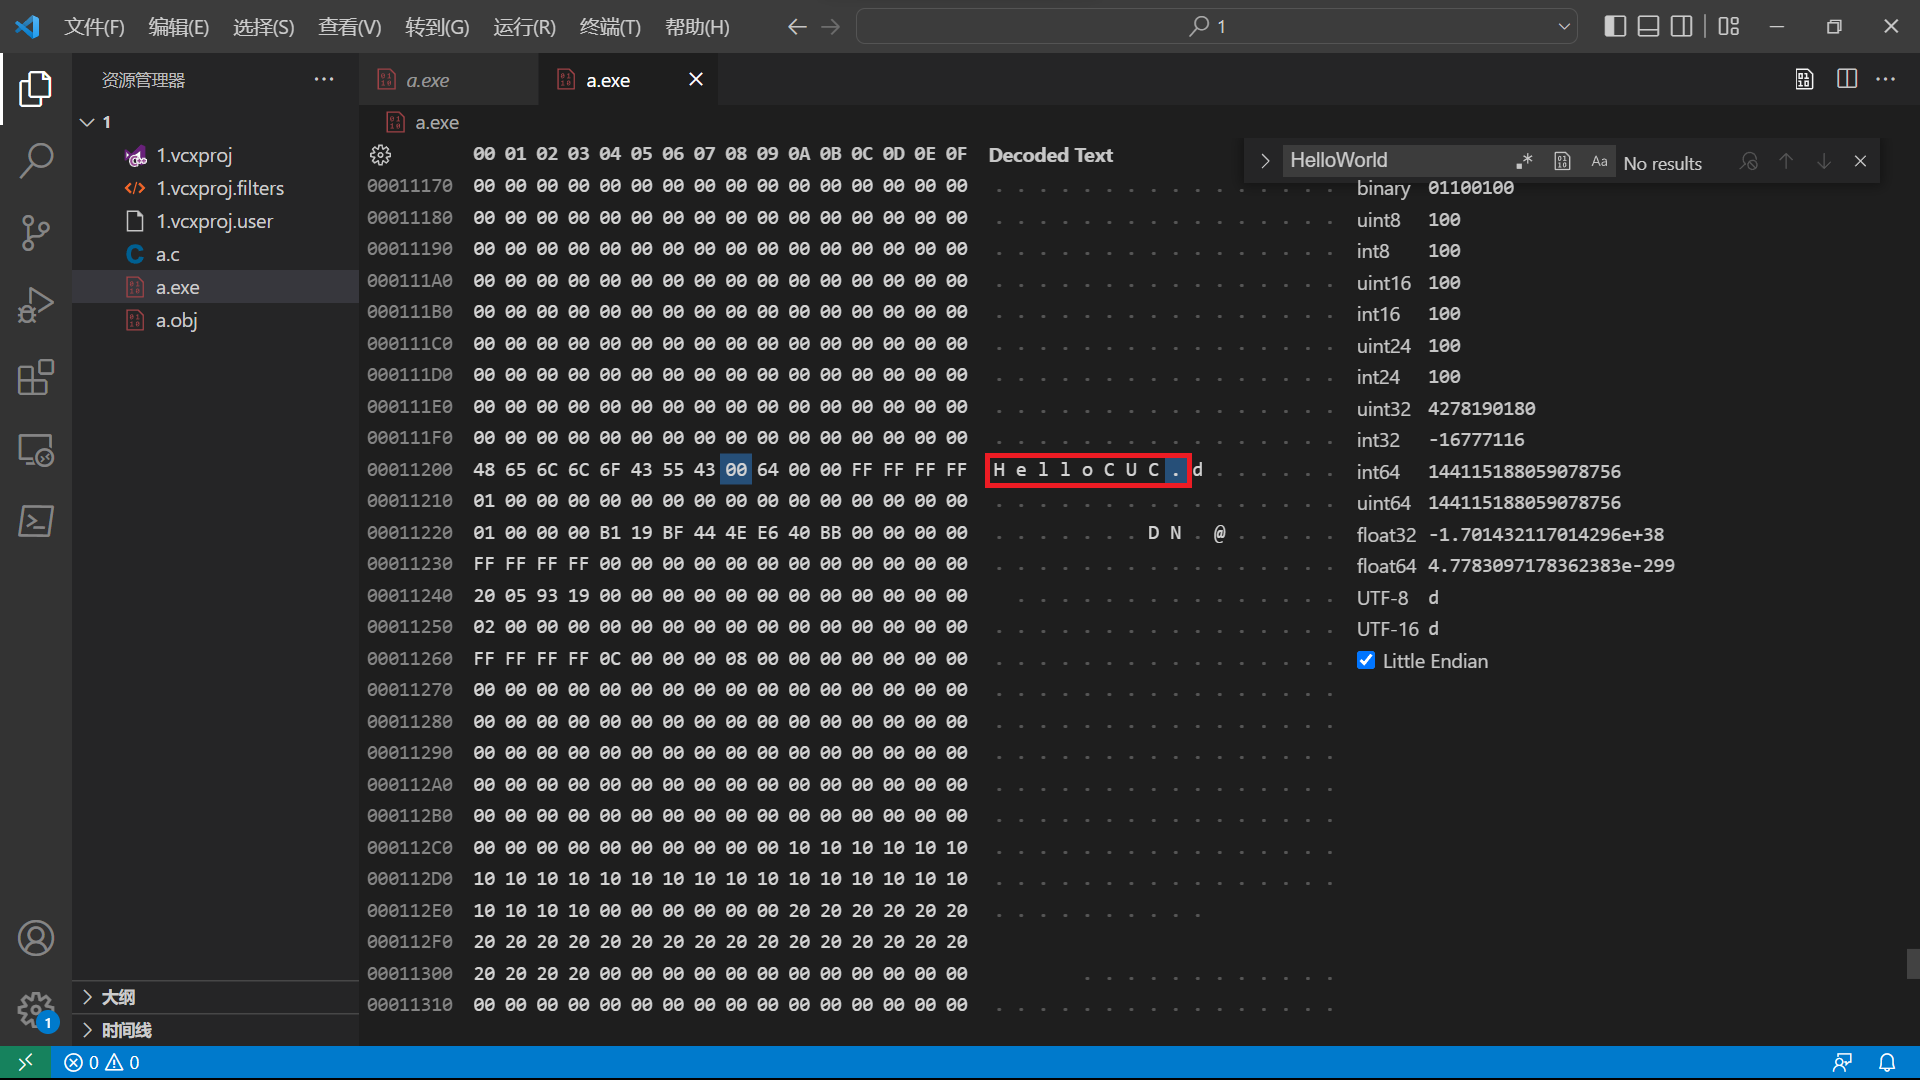 文件(F) 编辑(E) 选择(S) 查看(V) 转到(G) 运行(R) 终端(T) 帮助(H) 1
资源管理器 ...
a.exe a.exe
1
1.vcxproj
1.vcxproj.filters
1.vcxproj.user
a.c
a.exe
a.obj
大纲
时间线
a.exe
00 01 02 03 04 05 06 07 08 09 0A 0B 0C 0D 0E 0F Decoded Text
HelloWorld Aa No results
00011170 00 00 00 00 00 00 00 00 00 00 00 00 00 00 00 00 . . . . . . . . . . . . . . . .
00011180 00 00 00 00 00 00 00 00 00 00 00 00 00 00 00 00 . . . . . . . . . . . . . . . .
00011190 00 00 00 00 00 00 00 00 00 00 00 00 00 00 00 00 . . . . . . . . . . . . . . . .
000111A0 00 00 00 00 00 00 00 00 00 00 00 00 00 00 00 00 . . . . . . . . . . . . . . . .
000111B0 00 00 00 00 00 00 00 00 00 00 00 00 00 00 00 00 . . . . . . . . . . . . . . . .
000111C0 00 00 00 00 00 00 00 00 00 00 00 00 00 00 00 00 . . . . . . . . . . . . . . . .
000111D0 00 00 00 00 00 00 00 00 00 00 00 00 00 00 00 00 . . . . . . . . . . . . . . . .
000111E0 00 00 00 00 00 00 00 00 00 00 00 00 00 00 00 00 . . . . . . . . . . . . . . . .
000111F0 00 00 00 00 00 00 00 00 00 00 00 00 00 00 00 00 . . . . . . . . . . . . . . . .
00011200 48 65 6C 6C 6F 43 55 43 00 64 00 00 FF FF FF FF H e l l o C U C . d . . . . . .
00011210 01 00 00 00 00 00 00 00 00 00 00 00 00 00 00 00 . . . . . . . . . . . . . . . .
00011220 01 00 00 00 B1 19 BF 44 4E E6 40 BB 00 00 00 00 . . . . . . . D N . @ . . . . .
00011230 FF FF FF FF 00 00 00 00 00 00 00 00 00 00 00 00 . . . . . . . . . . . . . . . .
00011240 20 05 93 19 00 00 00 00 00 00 00 00 00 00 00 00 . . . . . . . . . . . . . . .
00011250 02 00 00 00 00 00 00 00 00 00 00 00 00 00 00 00 . . . . . . . . . . . . . . . .
00011260 FF FF FF FF 0C 00 00 00 08 00 00 00 00 00 00 00 . . . . . . . . . . . . . . . .
00011270 00 00 00 00 00 00 00 00 00 00 00 00 00 00 00 00 . . . . . . . . . . . . . . . .
00011280 00 00 00 00 00 00 00 00 00 00 00 00 00 00 00 00 . . . . . . . . . . . . . . . .
00011290 00 00 00 00 00 00 00 00 00 00 00 00 00 00 00 00 . . . . . . . . . . . . . . . .
000112A0 00 00 00 00 00 00 00 00 00 00 00 00 00 00 00 00 . . . . . . . . . . . . . . . .
000112B0 00 00 00 00 00 00 00 00 00 00 00 00 00 00 00 00 . . . . . . . . . . . . . . . .
000112C0 00 00 00 00 00 00 00 00 00 00 10 10 10 10 10 10 . . . . . . . . . . . . . . . .
000112D0 10 10 10 10 10 10 10 10 10 10 10 10 10 10 10 10 . . . . . . . . . . . . . . . .
000112E0 10 10 10 10 00 00 00 00 00 00 20 20 20 20 20 20 . . . . . . . . . .
000112F0 20 20 20 20 20 20 20 20 20 20 20 20 20 20 20 20
00011300 20 20 20 20 00 00 00 00 00 00 00 00 00 00 00 00 . . . . . . . . . . . .
00011310 00 00 00 00 00 00 00 00 00 00 00 00 00 00 00 00 . . . . . . . . . . . . . . . .
binary 01100100
uint8 100
int8 100
uint16 100
int16 100
uint24 100
int24 100
uint32 4278190180
int32 -16777116
int64 144115188059078756
uint64 144115188059078756
float32 -1.701432117014296e+38
float64 4.7783097178362383e-299
UTF-8 d
UTF-16 d
Little Endian
1
0 0